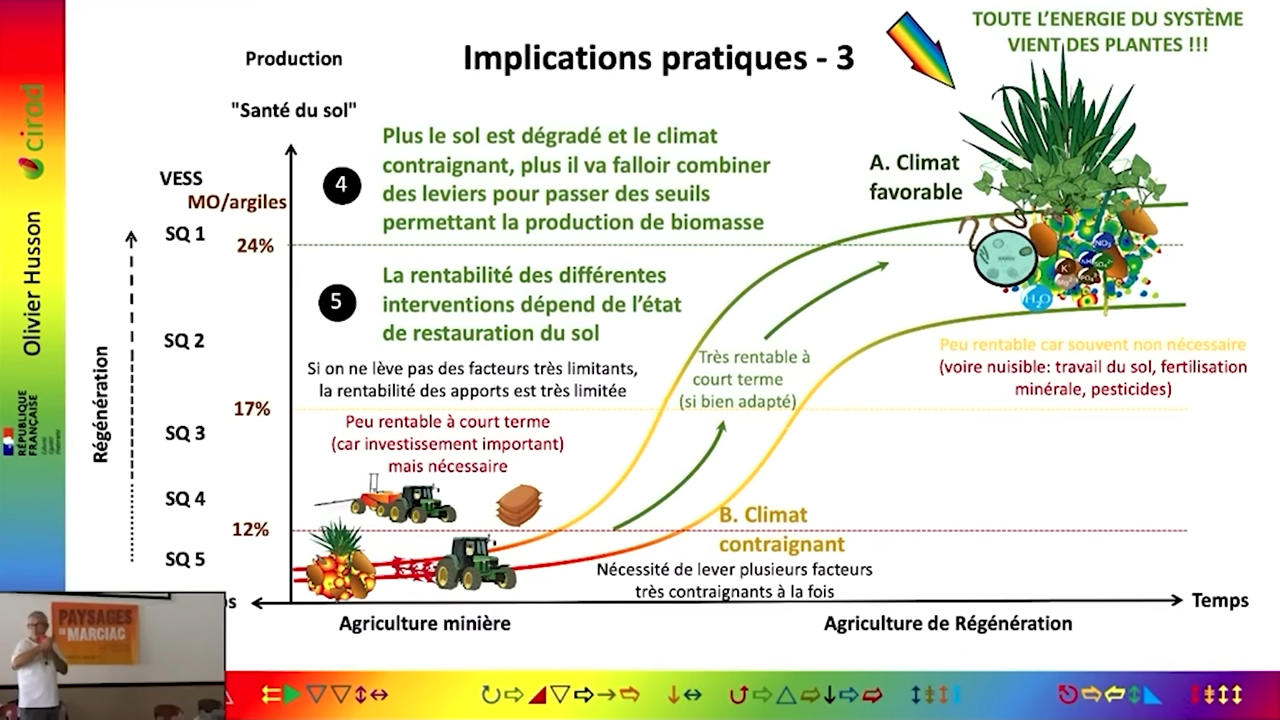 Implications pratiques - 3
TOUTE L'ENERGIE DU SYSTÈME
VIENT DES PLANTES !!!
Production
"Santé du sol"
VESS
MO/argiles
SQ 1
24%
SQ 2
17%
SQ 3
SQ 4
12%
SQ 5
Régénération
4
Plus le sol est dégradé et le climat
contraignant, plus il va falloir combiner
des leviers pour passer des seuils
permettant la production de biomasse
5
La rentabilité des différentes
interventions dépend de l'état
de restauration du sol
Si on ne lève pas des facteurs très limitants,
la rentabilité des apports est très limitée
Peu rentable à court terme
(car investissement important)
mais nécessaire
Très rentable à
court terme
(si bien adapté)
A. Climat
favorable
NO₃
K⁺
H₂O
Peu rentable car souvent non nécessaire
(voire nuisible: travail du sol, fertilisation
minérale, pesticides)
B. Climat
contraignant
Nécessité de lever plusieurs facteurs
très contraignants à la fois
Temps
Agriculture minière
Agriculture de Régénération
cirad
Olivier Husson
RÉPUBLIQUE
FRANÇAISE
PAYSAGES
MARCIAC